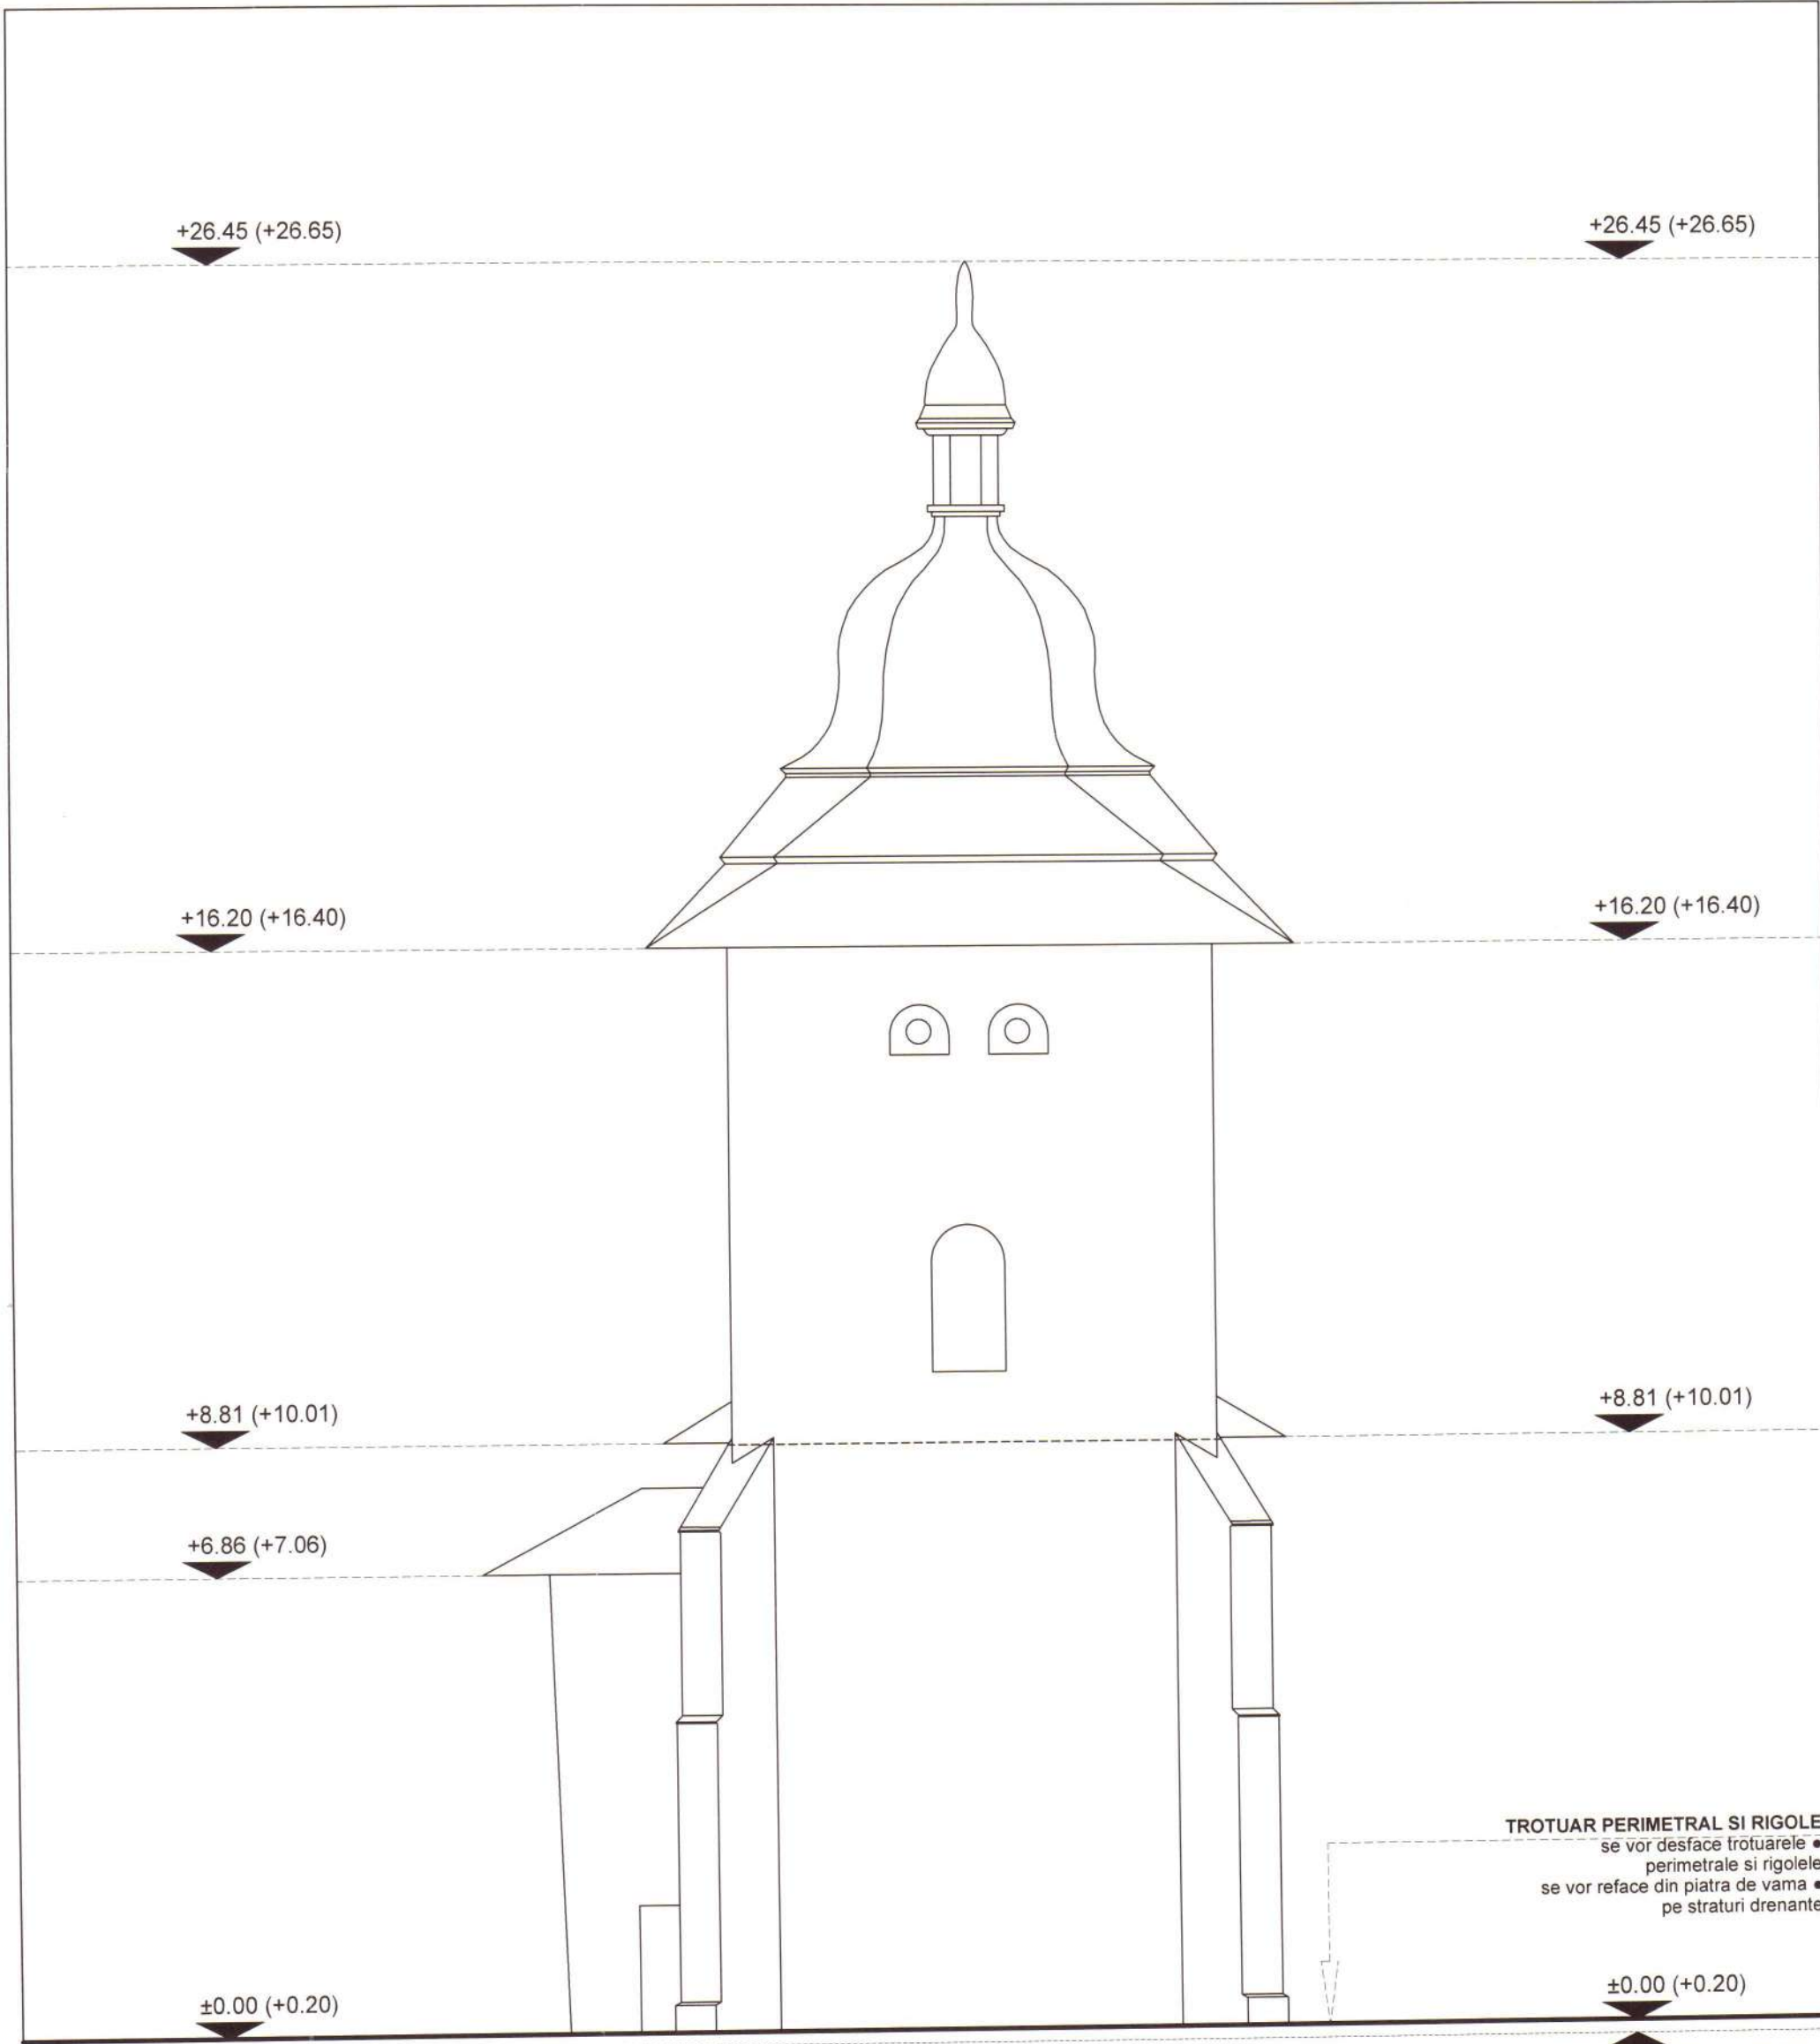 +26.45 (+26.65)
+26.45 (+26.65)
+16.20 (+16.40)
+16.20 (+16.40)
+8.81 (+10.01)
+8.81 (+10.01)
+6.86 (+7.06)
TROTUAR PERIMETRAL SI RIGOLE
se vor desface trotuarele •
perimetrale si rigolele
se vor reface din piatra de vama •
pe straturi drenante
±0.00 (+0.20)
±0.00 (+0.20)